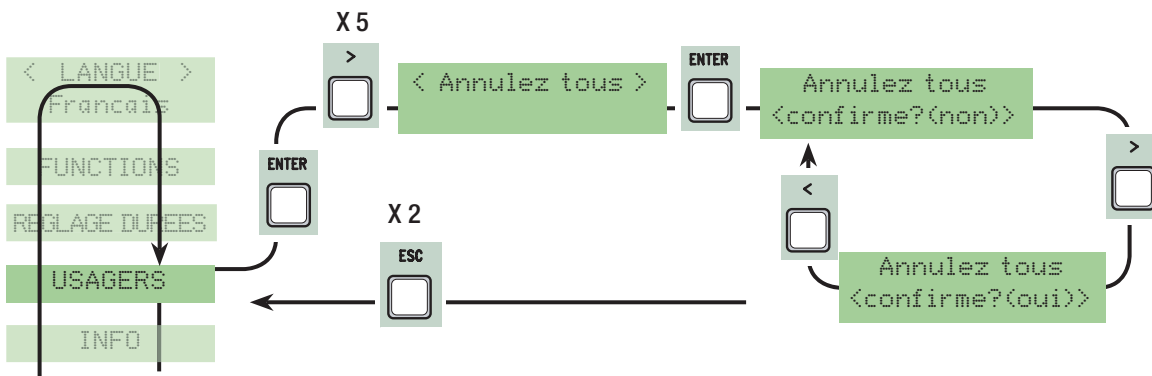 < LANGUE >
Francais
FUNCTIONS
REGLAGE DUREES
USAGERS
INFO
ENTER
X 5
>
< Annulez tous >
ENTER
Annulez tous
<confirme?(non)>
>
<
Annulez tous
<confirme?(oui)>
X 2
ESC